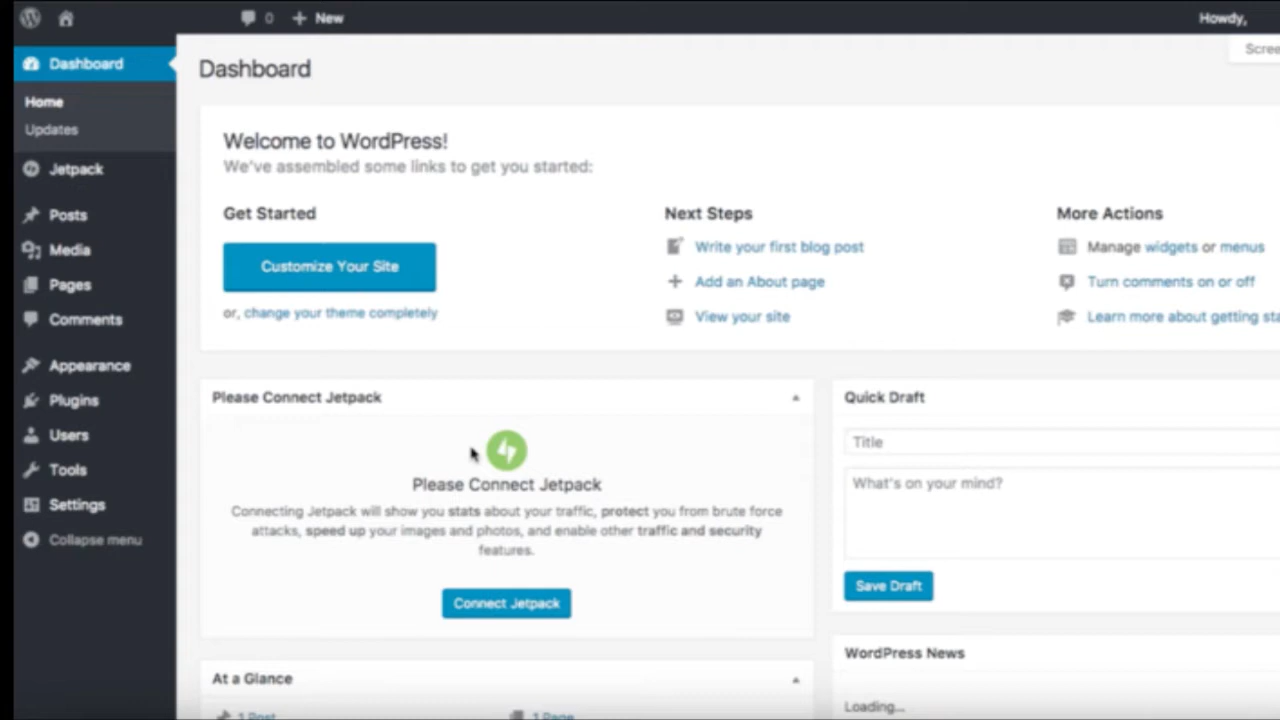 0
New
Howdy,
Dashboard
Home
Updates
Jetpack
Posts
Media
Pages
Comments
Appearance
Plugins
Users
Tools
Settings
Collapse menu
Scree
Dashboard
Welcome to WordPress!
We've assembled some links to get you started:
Get Started
Customize Your Site
or, change your theme completely
Next Steps
Write your first blog post
Add an About page
View your site
More Actions
Manage widgets or menus
Turn comments on or off
Learn more about getting sta
Please Connect Jetpack
Please Connect Jetpack
Connecting Jetpack will show you stats about your traffic, protect you from brute force
attacks, speed up your images and photos, and enable other traffic and security
features.
Connect Jetpack
At a Glance
1 Post
1 Page
Quick Draft
Title
What's on your mind?
Save Draft
WordPress News
Loading...